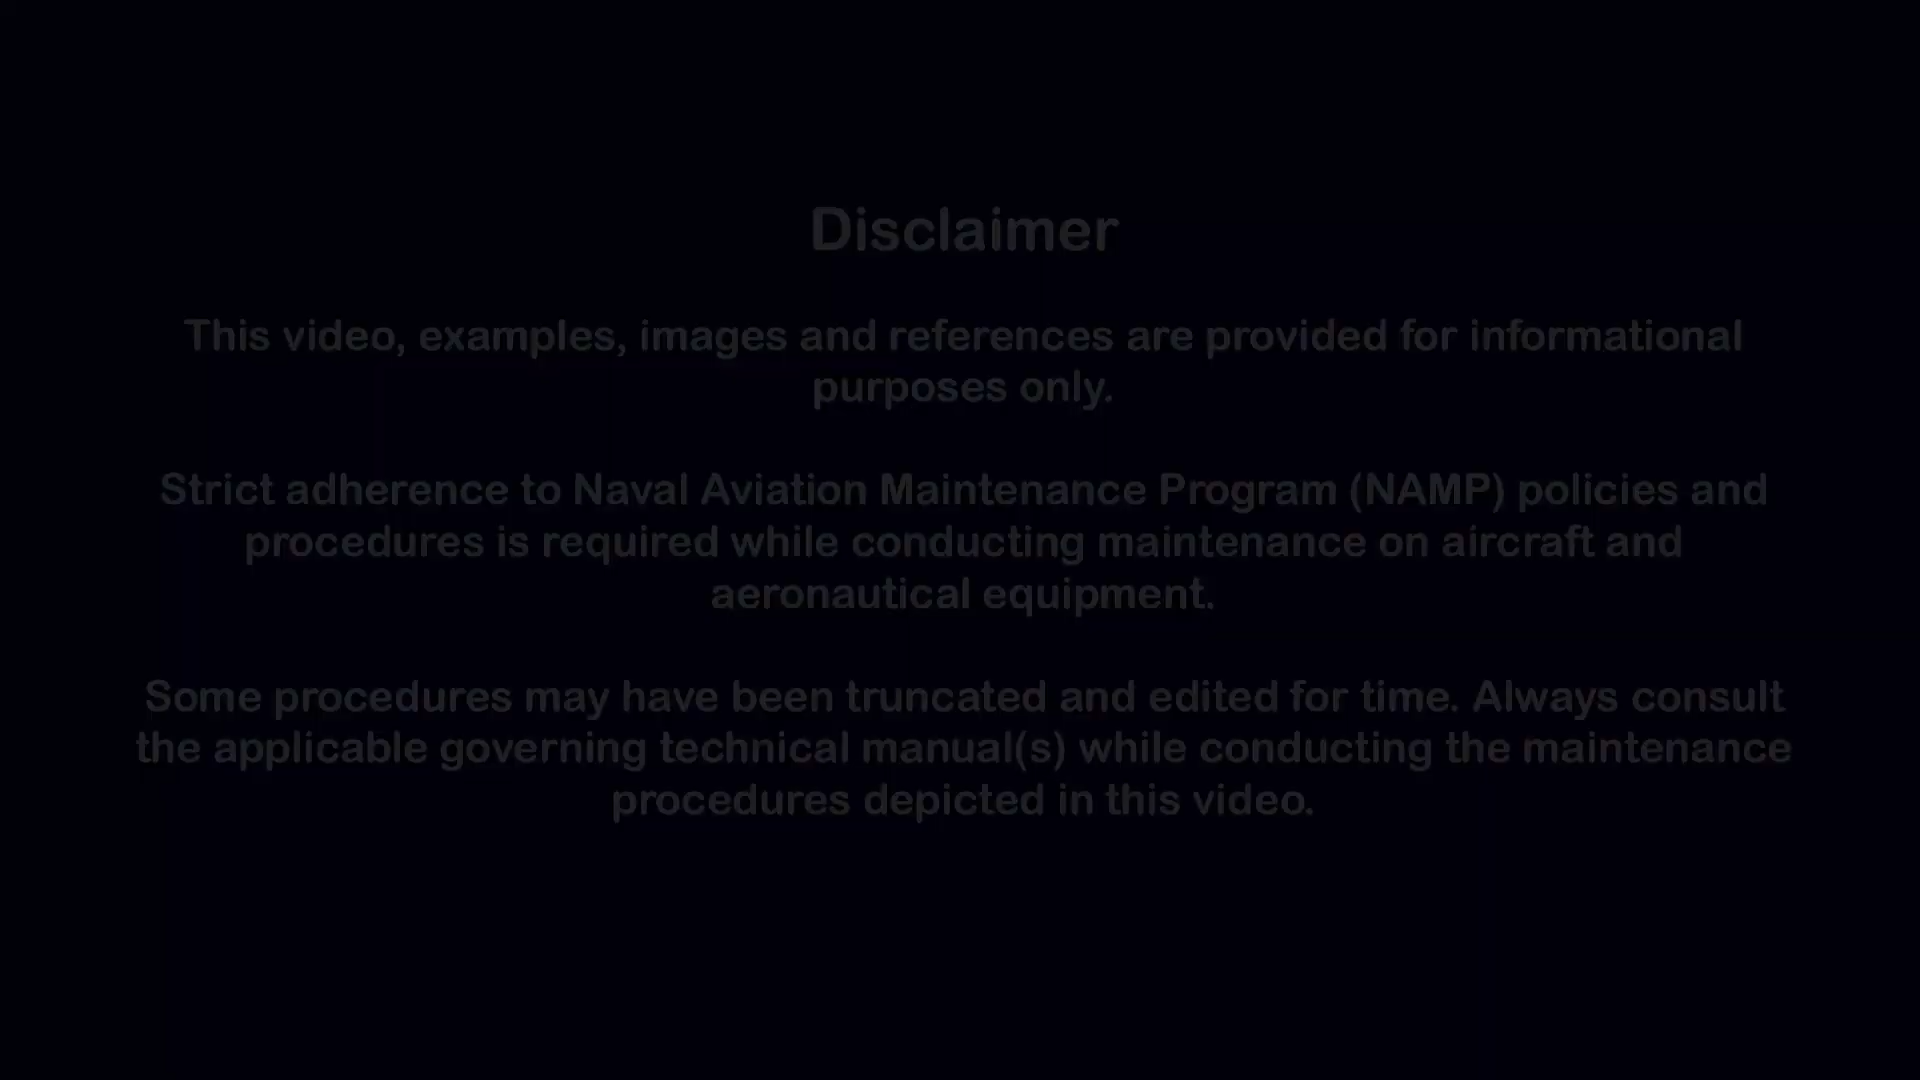 Disclaimer
This video, examples, images and references are provided for informational
purposes only.
Strict adherence to Naval Aviation Maintenance Program (NAMP) policies and
procedures is required while conducting maintenance on aircraft and
aeronautical equipment.
Some procedures may have been truncated and edited for time. Always consult
the applicable governing technical manual(s) while conducting the maintenance
procedures depicted in this video.